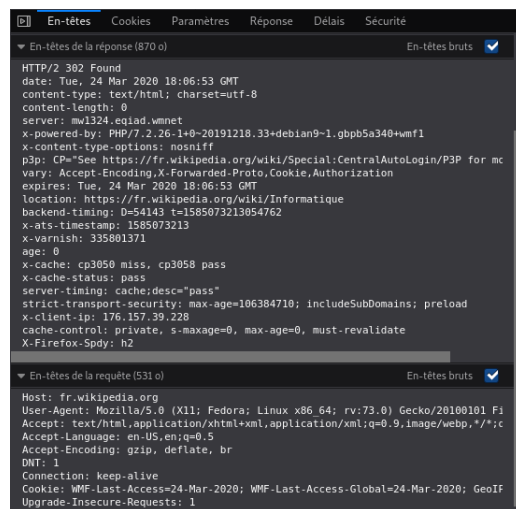 En-têtes Cookies Paramètres Réponse Délais Sécurité
En-têtes de la réponse (870 o) En-têtes bruts
HTTP/2 302 Found
date: Tue, 24 Mar 2020 18:06:53 GMT
content-type: text/html; charset=utf-8
content-length: 0
server: mw1324.eqiad.wmnet
x-powered-by: PHP/7.2.26-1+0~20191218.33+debian9~1.gbpb5a340+wmf1
x-content-type-options: nosniff
p3p: CP="See https://fr.wikipedia.org/wiki/Special:CentralAutoLogin/P3P for mo
vary: Accept-Encoding,X-Forwarded-Proto,Cookie,Authorization
expires: Tue, 24 Mar 2020 18:06:53 GMT
location: https://fr.wikipedia.org/wiki/Informatique
backend-timing: D=54143 t=1585073213054762
x-ats-timestamp: 1585073213
x-varnish: 335801371
age: 0
x-cache: cp3050 miss, cp3058 pass
x-cache-status: pass
server-timing: cache;desc="pass"
strict-transport-security: max-age=106384710; includeSubDomains; preload
x-client-ip: 176.157.39.228
cache-control: private, s-maxage=0, max-age=0, must-revalidate
X-Firefox-Spdy: h2
En-têtes de la requête (531 o) En-têtes bruts
Host: fr.wikipedia.org
User-Agent: Mozilla/5.0 (X11; Fedora; Linux x86_64; rv:73.0) Gecko/20100101 Fi
Accept: text/html,application/xhtml+xml,application/xml;q=0.9,image/webp,*/*;q
Accept-Language: en-US,en;q=0.5
Accept-Encoding: gzip, deflate, br
DNT: 1
Connection: keep-alive
Cookie: WMF-Last-Access=24-Mar-2020; WMF-Last-Access-Global=24-Mar-2020; GeoIP
Upgrade-Insecure-Requests: 1